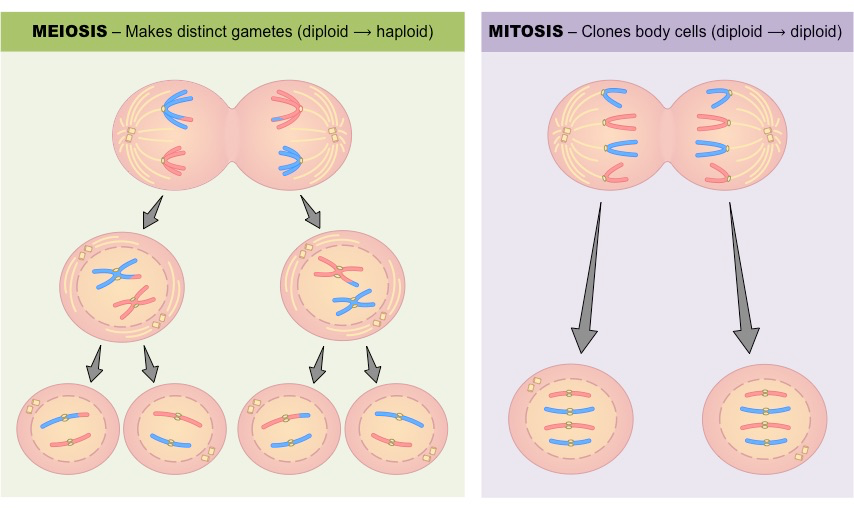 MEIOSIS – Makes distinct gametes (diploid → haploid)
MITOSIS – Clones body cells (diploid → diploid)